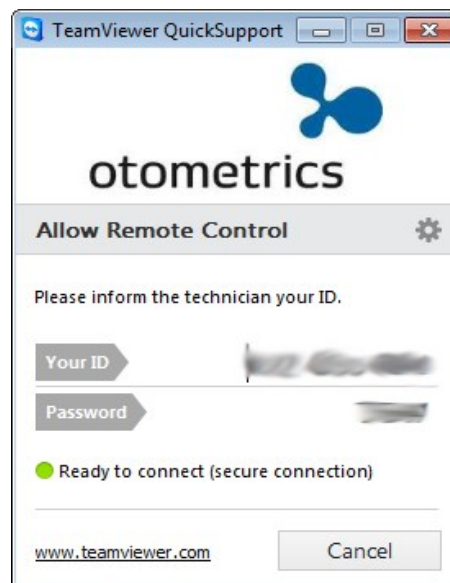 TeamViewer QuickSupport
otometrics
Allow Remote Control
Please inform the technician your ID.
Your ID
Password
Ready to connect (secure connection)
www.teamviewer.com
Cancel